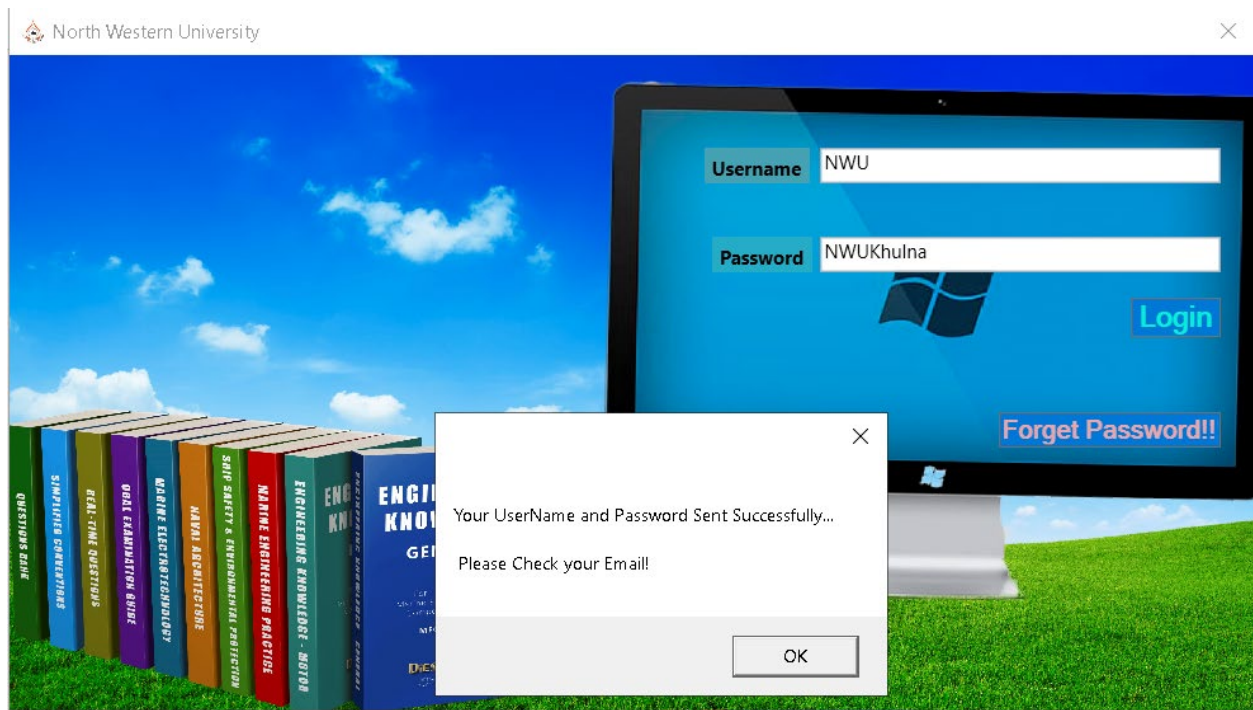 North Western University
Username
NWU
Password
NWUKhulna
Login
Forget Password!!
QUESTIONS BANK
SIMPLIFIED CONVENTIONS
REAL-TIME QUESTIONS
ORAL EXAMINATION GUIDE
MARINE ELECTROTECHNOLOGY
NAVAL ARCHITECTURE
SHIP SAFETY & ENVIRONMENTAL PROTECTION
MARINE ENGINEERING PRACTICE
ENGINEERING KNOWLEDGE - MOTOR
ENGINEERING KNOWLEDGE - GENERAL
Your UserName and Password Sent Successfully...
Please Check your Email!
OK